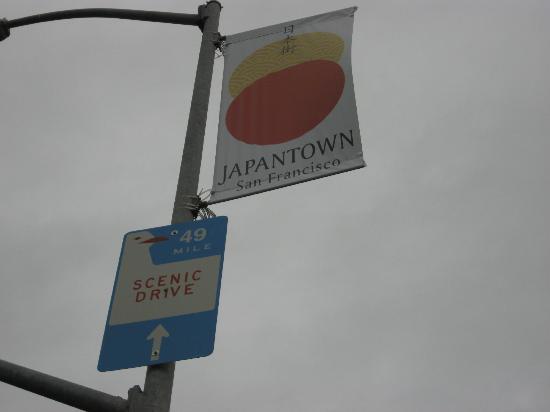 日本街
JAPANTOWN
San Francisco
49
MILE
SCENIC
DRIVE